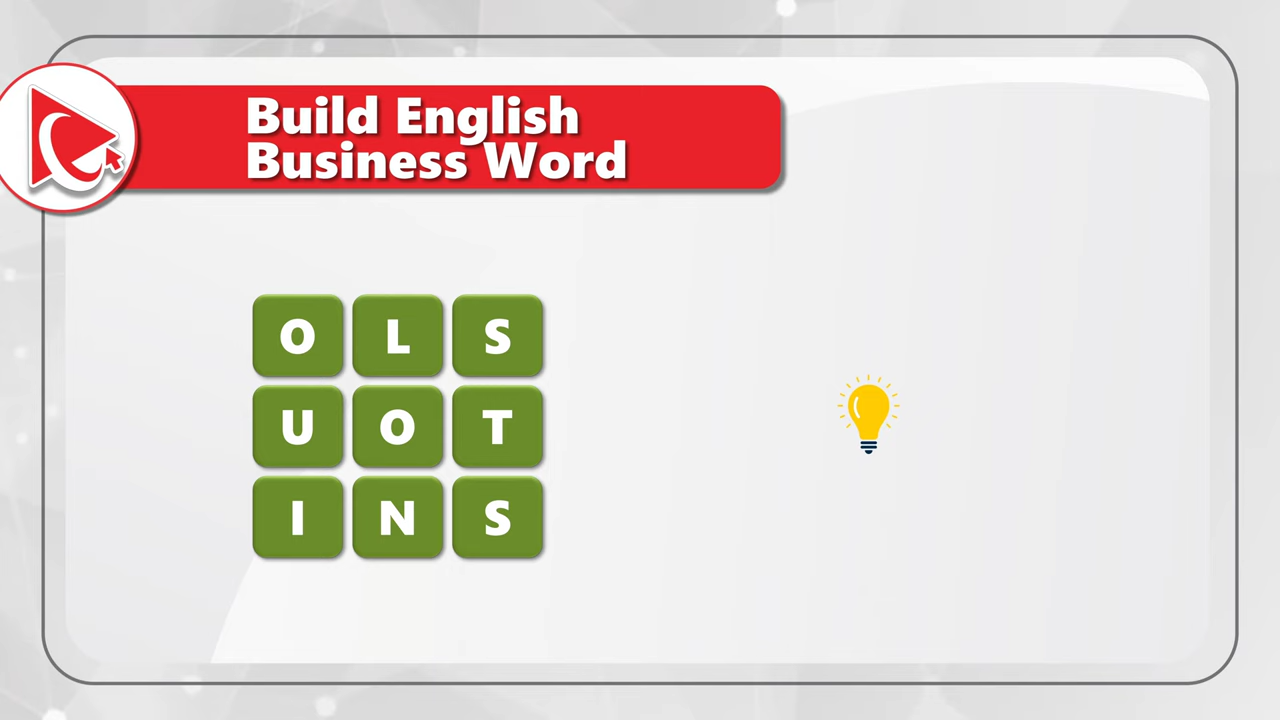 Build English
Business Word
O L S
U O T
I N S